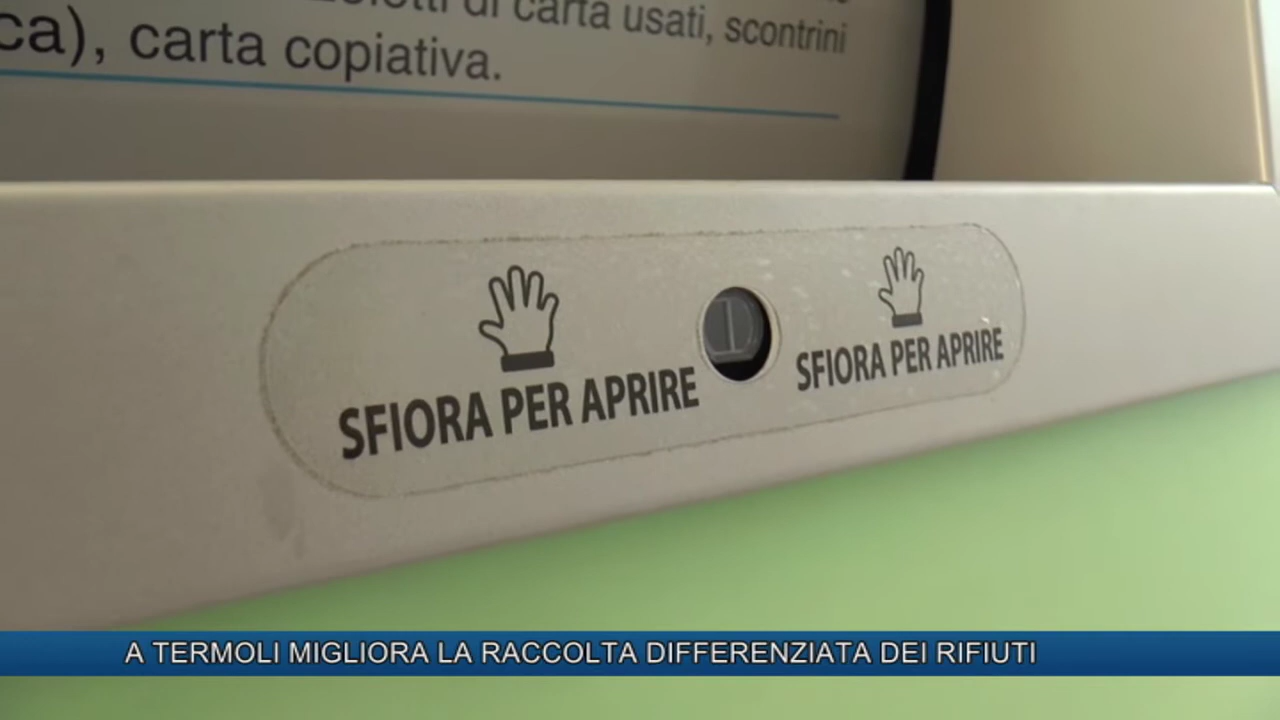 di carta usati, scontrini
ca), carta copiativa.
SFIORA PER APRIRE
SFIORA PER APRIRE
A TERMOLI MIGLIORA LA RACCOLTA DIFFERENZIATA DEI RIFIUTI